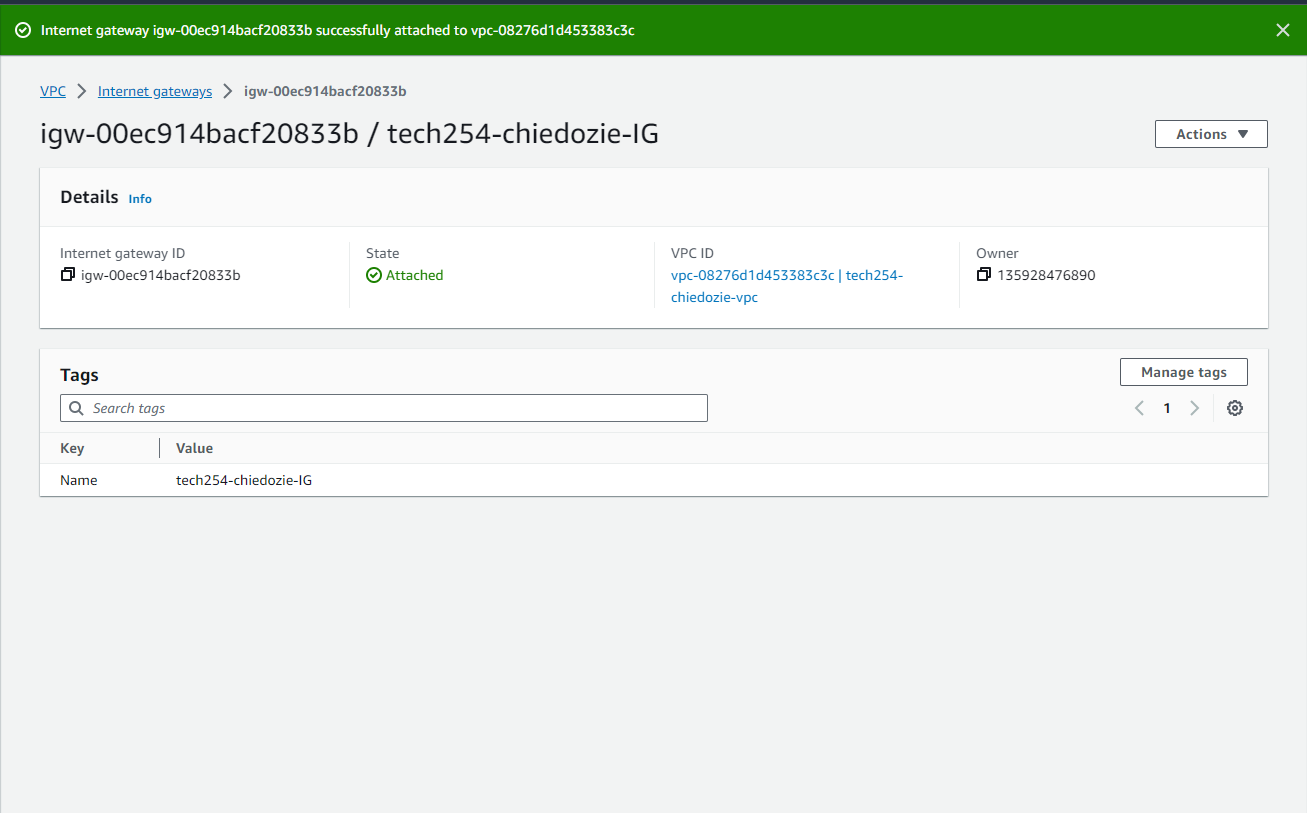 Internet gateway igw-00ec914bacf20833b successfully attached to vpc-08276d1d453383c3c
VPC > Internet gateways > igw-00ec914bacf20833b
igw-00ec914bacf20833b / tech254-chiedozie-IG
Actions ▼
Details Info
Internet gateway ID
igw-00ec914bacf20833b
State
Attached
VPC ID
vpc-08276d1d453383c3c | tech254-
chiedozie-vpc
Owner
135928476890
Tags
Manage tags
Search tags
1
Key Value
Name tech254-chiedozie-IG